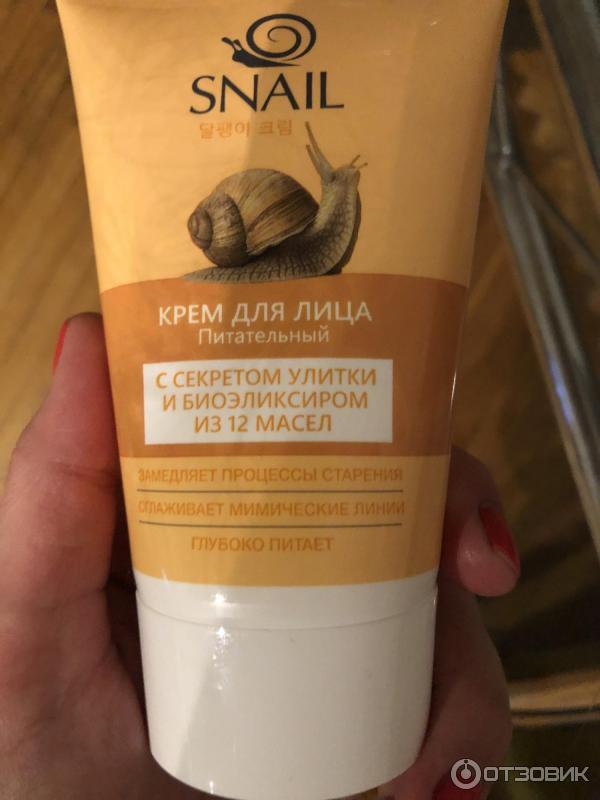 SNAIL
달팽이 크림
КРЕМ ДЛЯ ЛИЦА
Питательный
С СЕКРЕТОМ УЛИТКИ
И БИОЭЛИКСИРОМ
ИЗ 12 МАСЕЛ
ЗАМЕДЛЯЕТ ПРОЦЕССЫ СТАРЕНИЯ
СГЛАЖИВАЕТ МИМИЧЕСКИЕ ЛИНИИ
ГЛУБОКО ПИТАЕТ
ОТЗОВИК